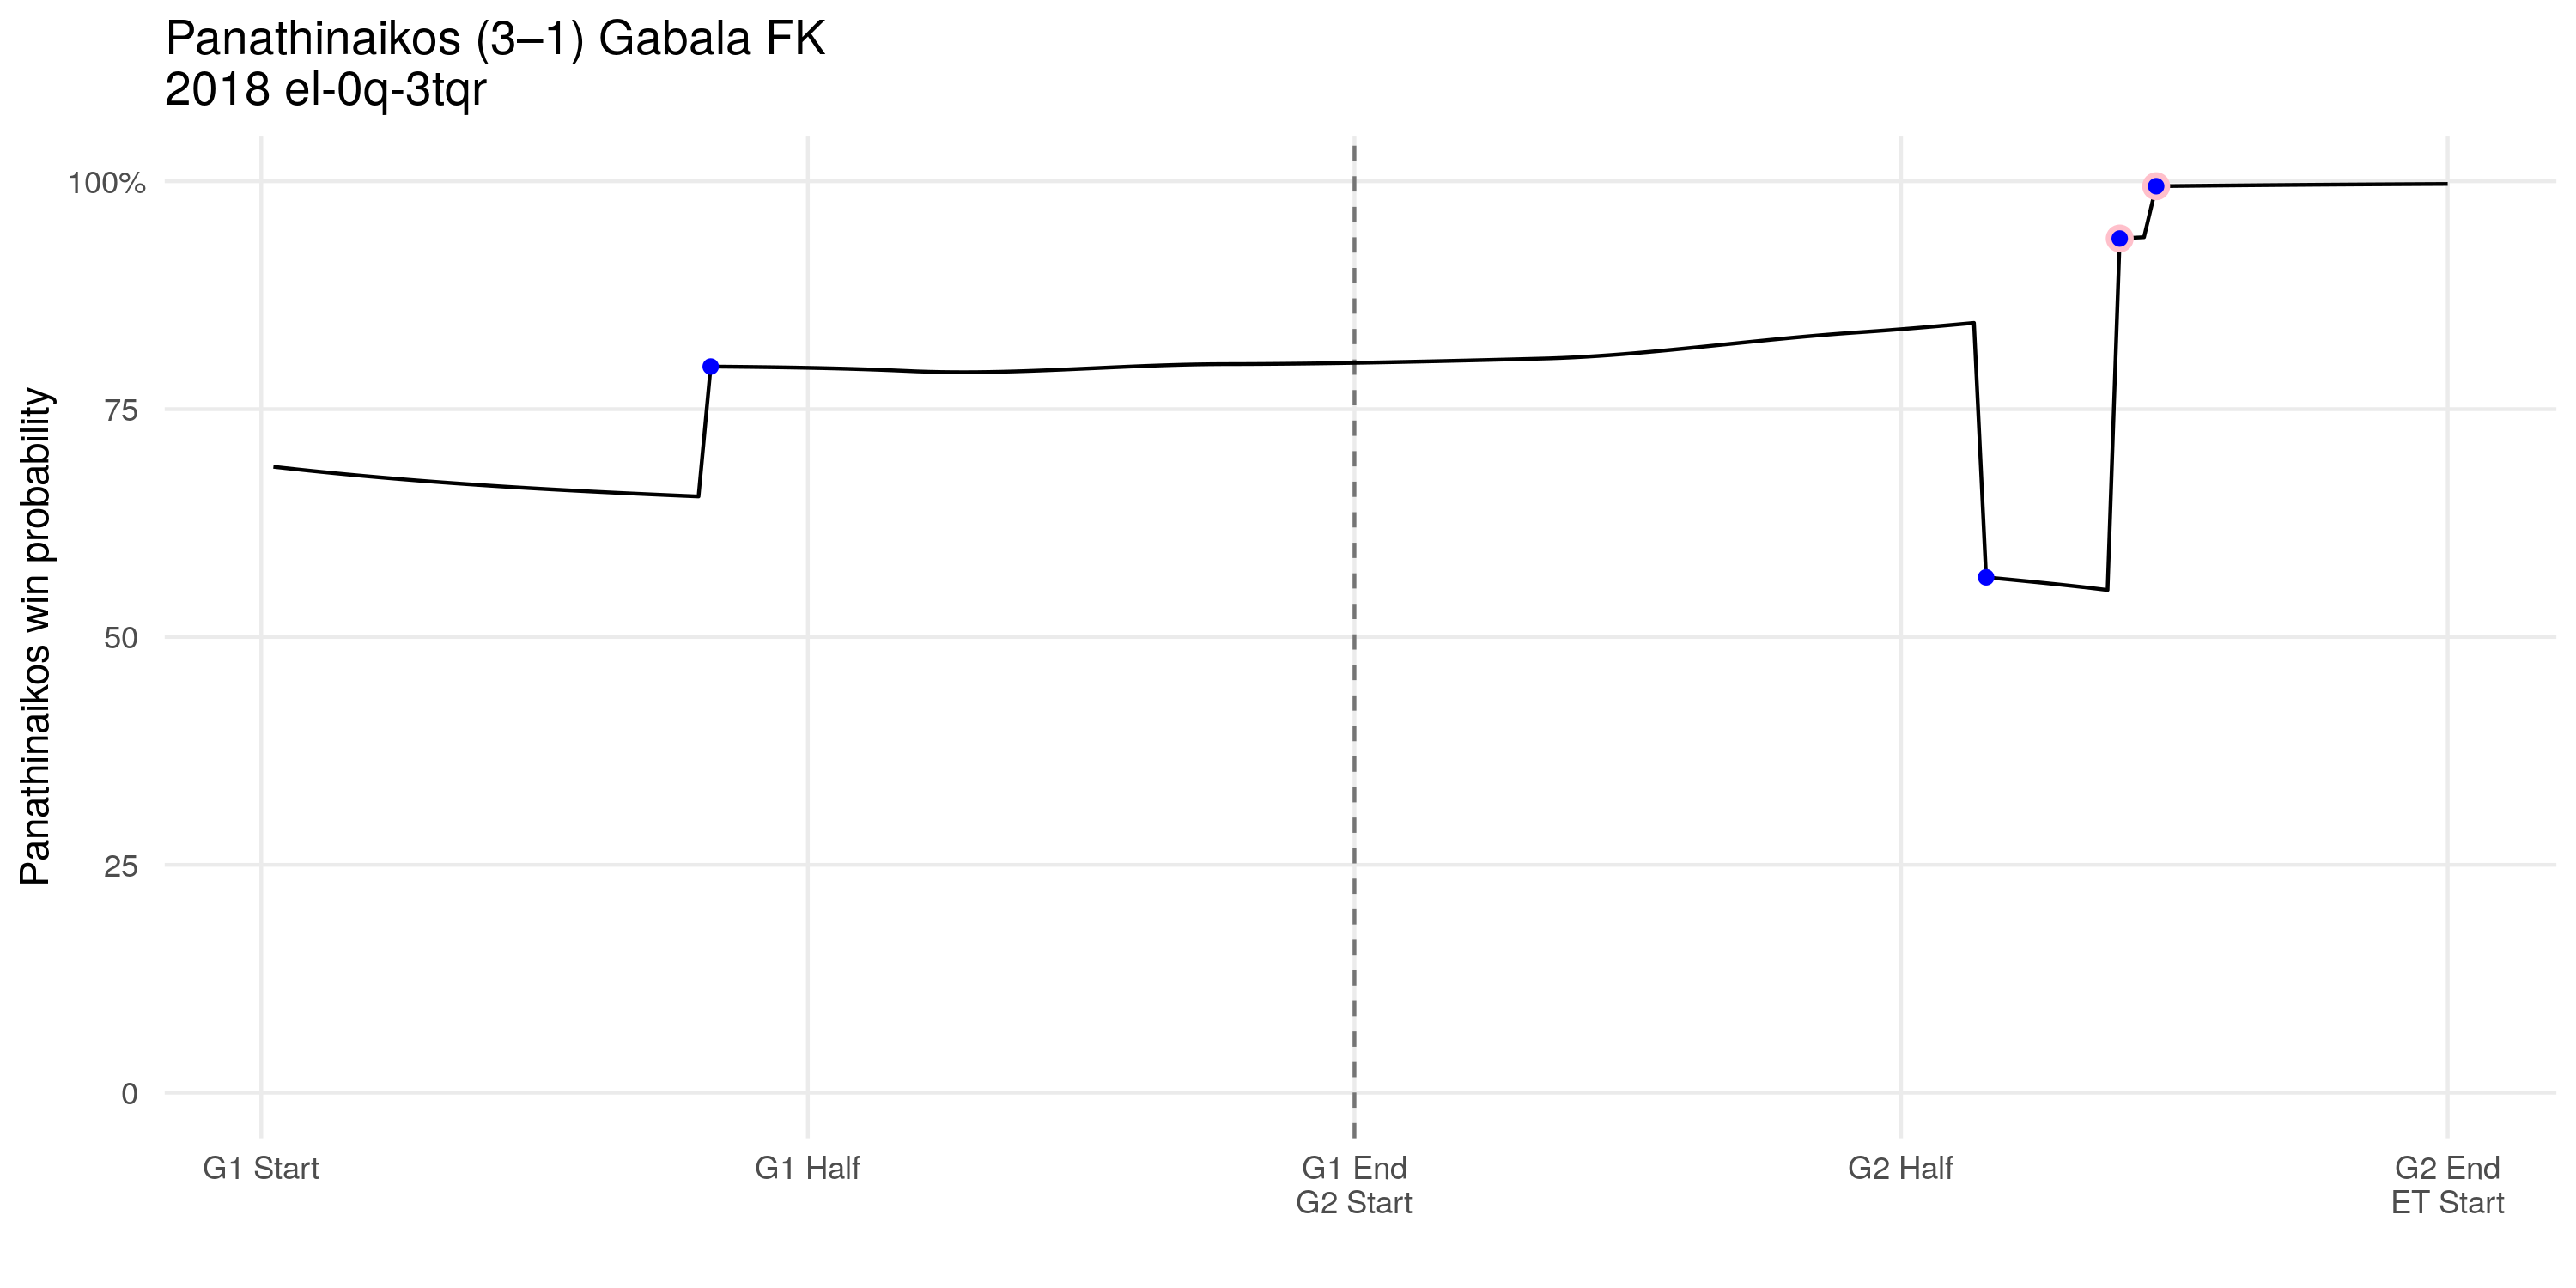 Panathinaikos (3–1) Gabala FK
2018 el-0q-3tqr
Panathinaikos win probability
100%
75
50
25
0
G1 Start
G1 Half
G1 End
G2 Start
G2 Half
G2 End
ET Start